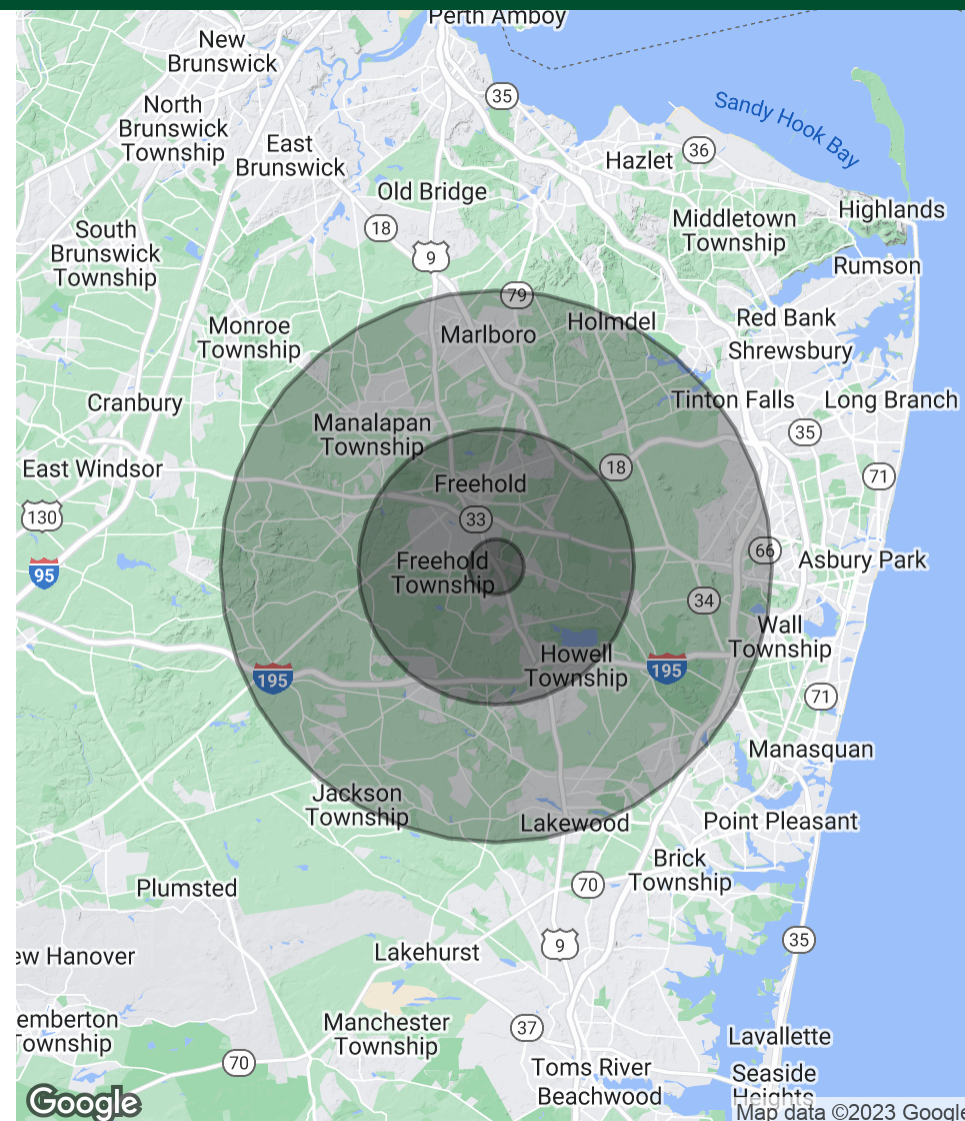 Perth Amboy
New
Brunswick
35
Sandy Hook Bay
North
Brunswick
Township
East
Brunswick
Hazlet
36
Old Bridge
18
Middletown
Township
Highlands
South
Brunswick
Township
9
Rumson
79
Monroe
Township
Marlboro
Holmdel
Red Bank
Shrewsbury
Cranbury
Tinton Falls
Long Branch
Manalapan
Township
35
East Windsor
18
71
Freehold
130
33
95
Freehold
Township
66
Asbury Park
34
Wall
Township
Howell
Township
195
195
71
Manasquan
Jackson
Township
Lakewood
Point Pleasant
Brick
Township
Plumsted
70
9
35
ew Hanover
Lakehurst
emberton
Township
Manchester
Township
37
Lavallette
70
Toms River
Seaside
Heights
Beachwood
Google
Map data ©2023 Google